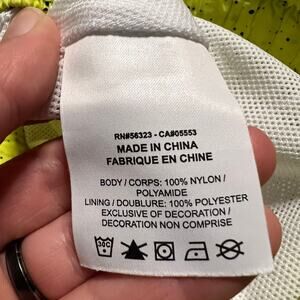 RN#56323 - CA#05553
MADE IN CHINA
FABRIQUE EN CHINE
BODY / CORPS: 100% NYLON /
POLYAMIDE
LINING / DOUBLURE: 100% POLYESTER
EXCLUSIVE OF DECORATION /
DECORATION NON COMPRISE
30C